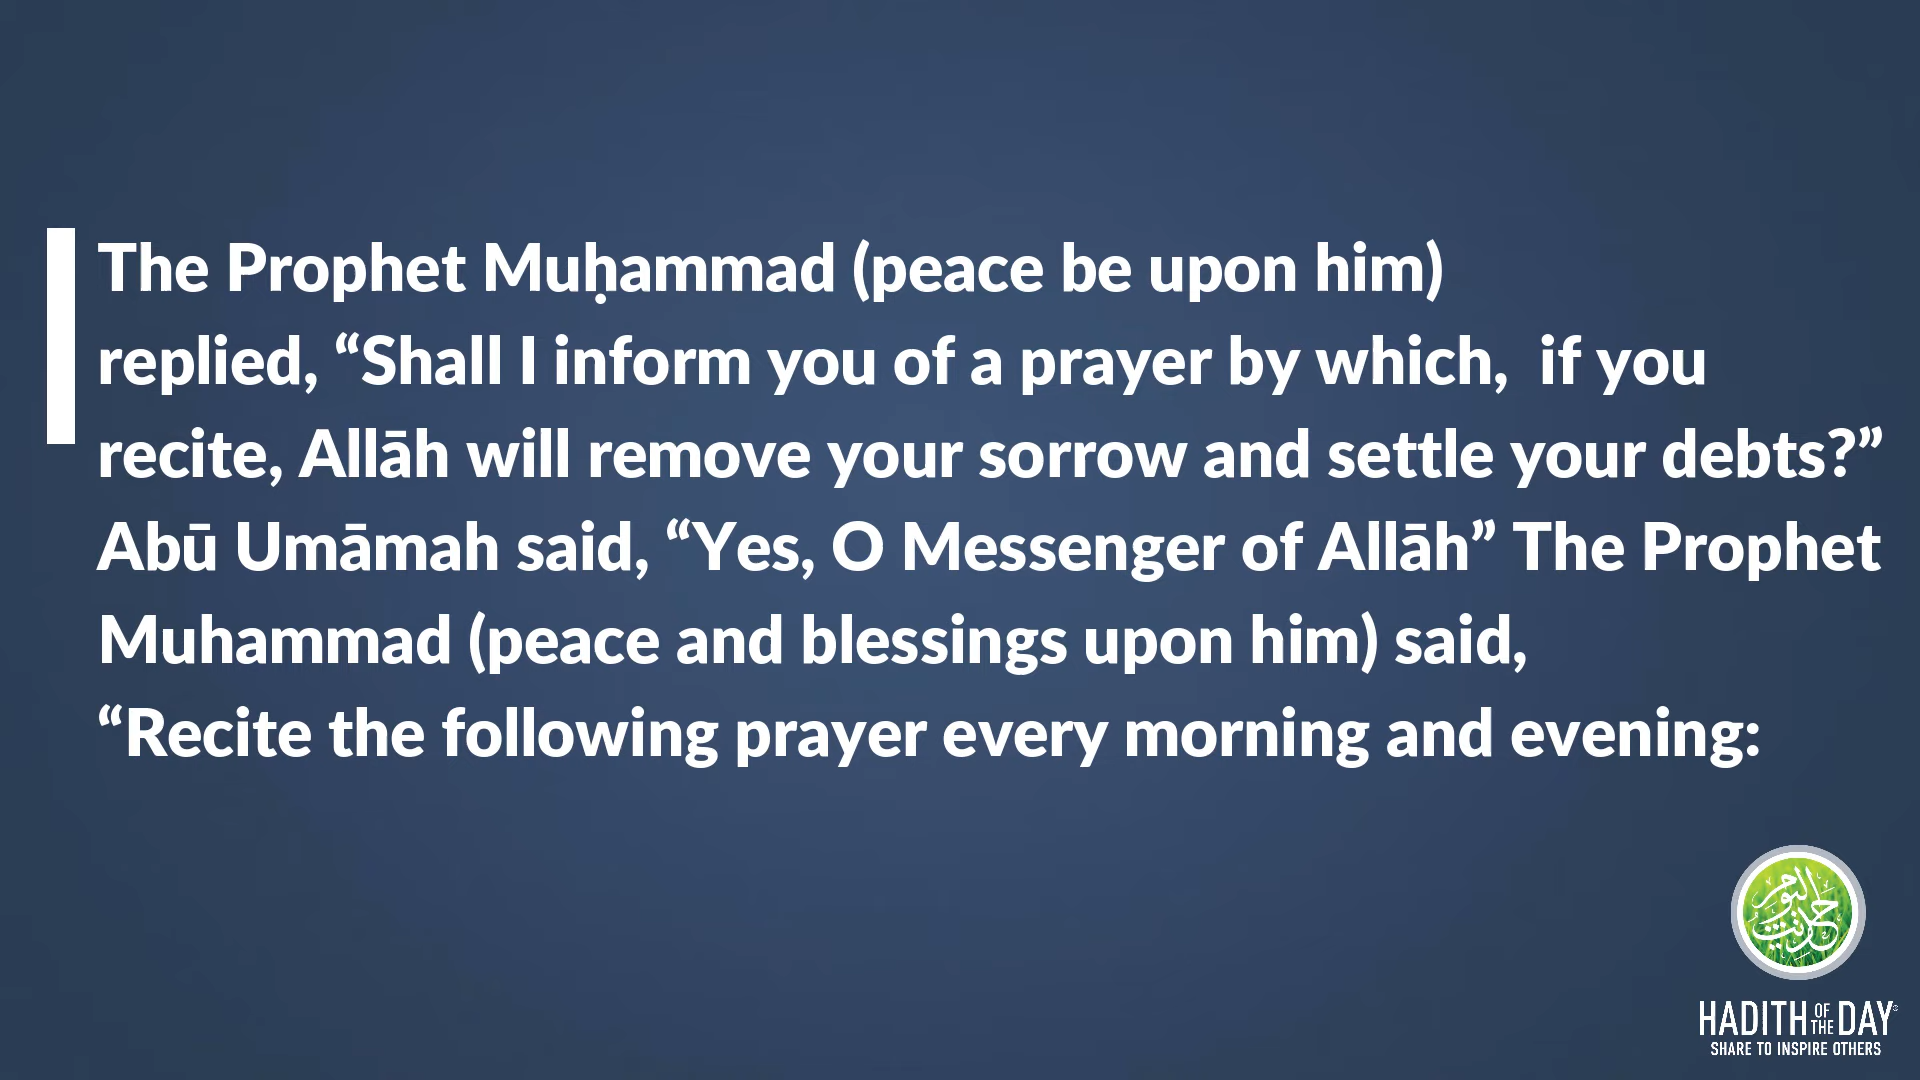 The Prophet Muḥammad (peace be upon him)
replied, “Shall I inform you of a prayer by which,  if you
recite, Allāh will remove your sorrow and settle your debts?”
Abū Umāmah said, “Yes, O Messenger of Allāh” The Prophet
Muhammad (peace and blessings upon him) said,
“Recite the following prayer every morning and evening:
حديث اليوم
HADITH OF THE DAY®
SHARE TO INSPIRE OTHERS